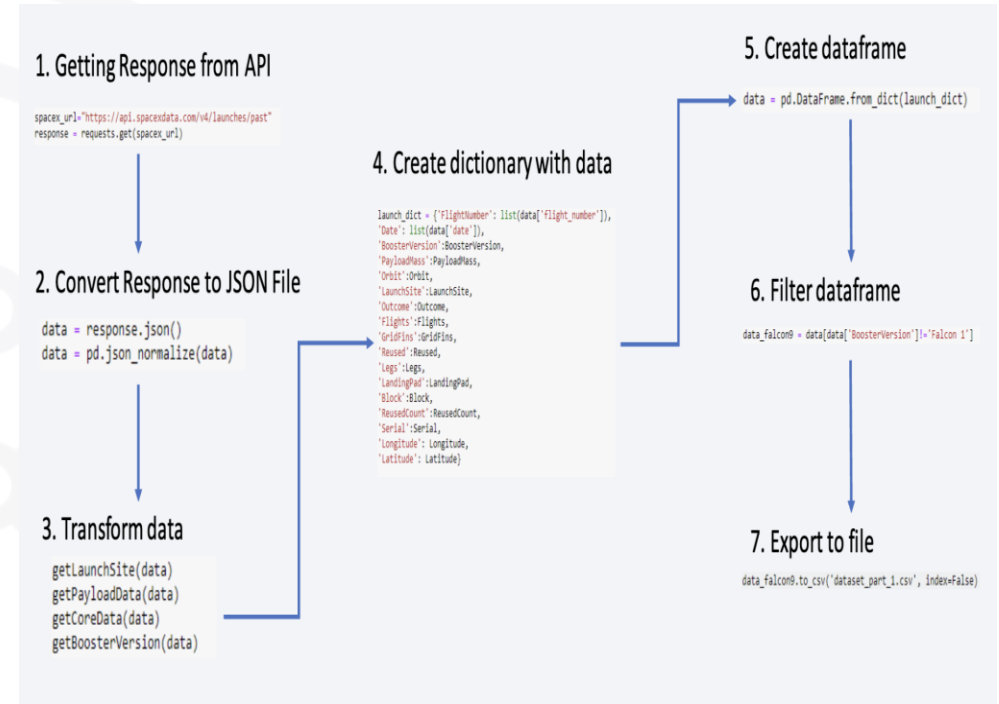 1. Getting Response from API
spacex_url="https://api.spacexdata.com/v4/launches/past"
response = requests.get(spacex_url)
2. Convert Response to JSON File
data = response.json()
data = pd.json_normalize(data)
3. Transform data
getLaunchSite(data)
getPayloadData(data)
getCoreData(data)
getBoosterVersion(data)
4. Create dictionary with data
launch_dict = {'FlightNumber': list(data['flight_number']),
'Date': list(data['date']),
'BoosterVersion':BoosterVersion,
'PayloadMass':PayloadMass,
'Orbit':Orbit,
'LaunchSite':LaunchSite,
'Outcome':Outcome,
'Flights':Flights,
'GridFins':GridFins,
'Reused':Reused,
'Legs':Legs,
'LandingPad':LandingPad,
'Block':Block,
'ReusedCount':ReusedCount,
'Serial':Serial,
'Longitude': Longitude,
'Latitude': Latitude}
5. Create dataframe
data = pd.DataFrame.from_dict(launch_dict)
6. Filter dataframe
data_falcon9 = data[data['BoosterVersion']!='Falcon 1']
7. Export to file
data_falcon9.to_csv('dataset_part_1.csv', index=False)